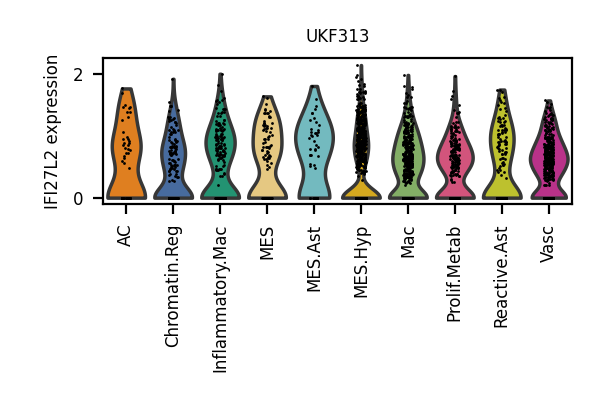 UKF313
IFI27L2 expression
2
0
AC
Chromatin.Reg
Inflammatory.Mac
MES
MES.Ast
MES.Hyp
Mac
Prolif.Metab
Reactive.Ast
Vasc